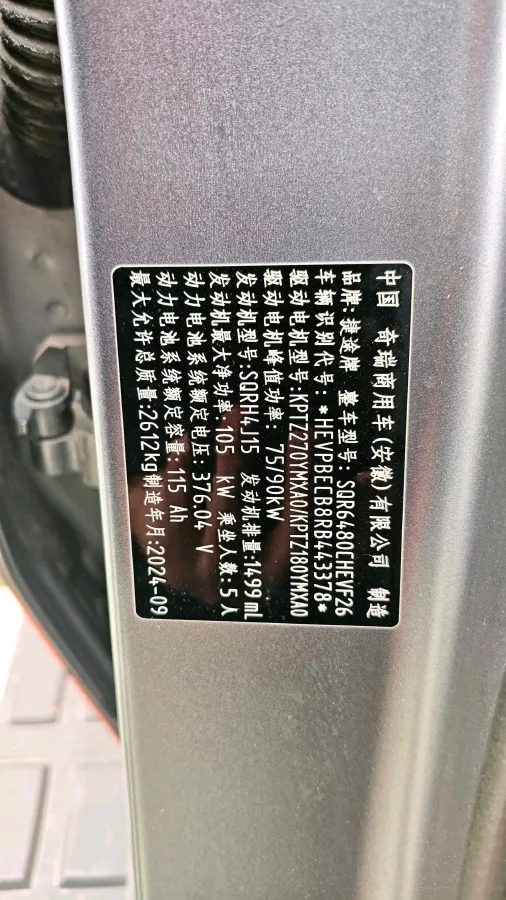 中国 奇瑞商用车(安徽)有限公司 制造
品牌: 捷途牌 整车型号: SQR6480CHEVF26
车辆识别代号: *HEVPBECB8RB443378*
驱动电机型号:KPTZ270YMXA0/KPTZ180YMXA0
驱动电机峰值功率: 75/90kW
发动机型号:SQRH4J15 发动机排量:1499 ml
发动机最大净功率:105 kW 乘坐人数:5 人
动力电池系统额定电压:376.04 V
动力电池系统额定容量:115 Ah
最大允许总质量:2612kg制造年月:2024-09